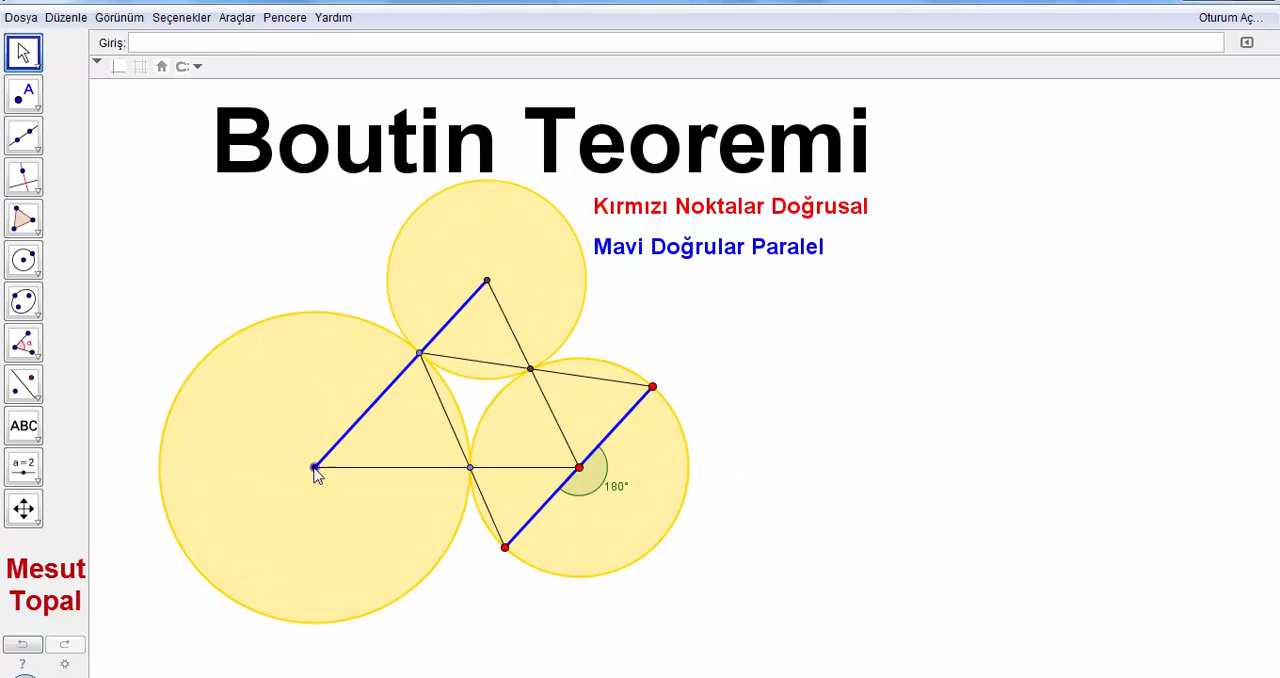 Dosya Düzenle Görünüm Seçenekler Araçlar Pencere Yardım Oturum Aç...
Giriş:
Boutin Teoremi
Kırmızı Noktalar Doğrusal
Mavi Doğrular Paralel
A
α
ABC
a=2
180°
Mesut
Topal
?